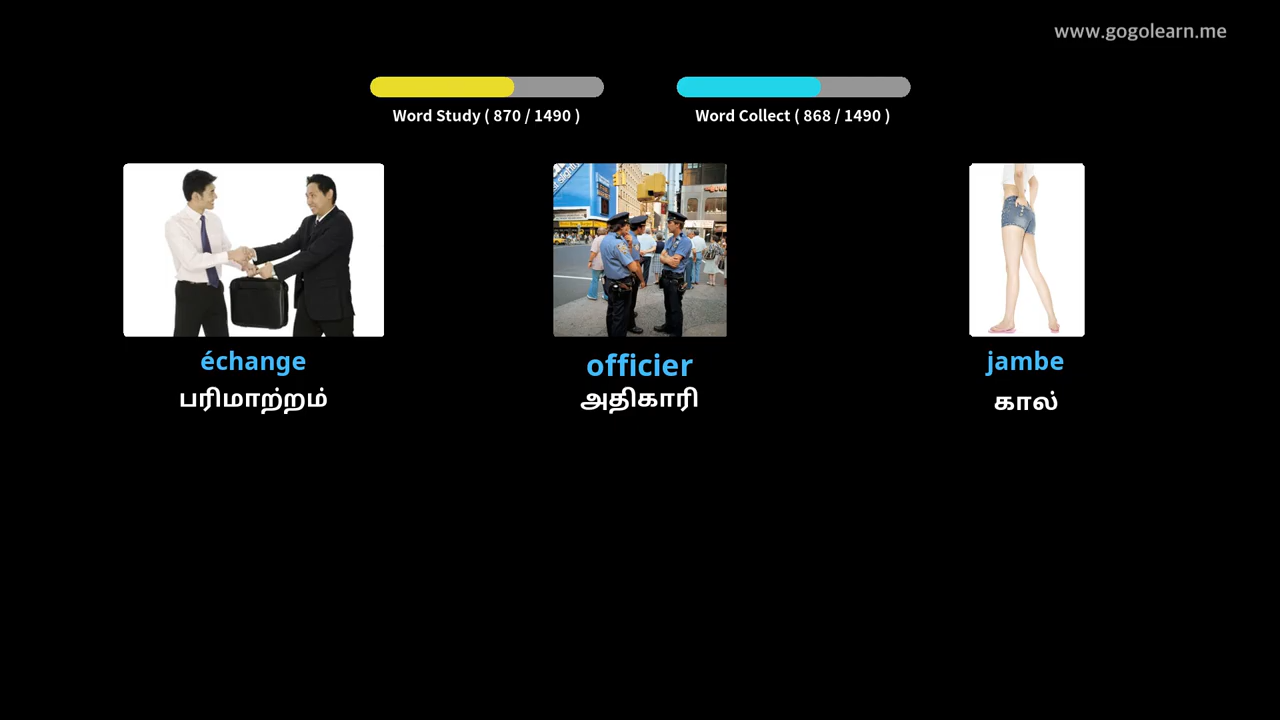 www.gogolearn.me
Word Study ( 870 / 1490 )
Word Collect ( 868 / 1490 )
échange
officier
jambe
பரிமாற்றம்
அதிகாரி
கால்